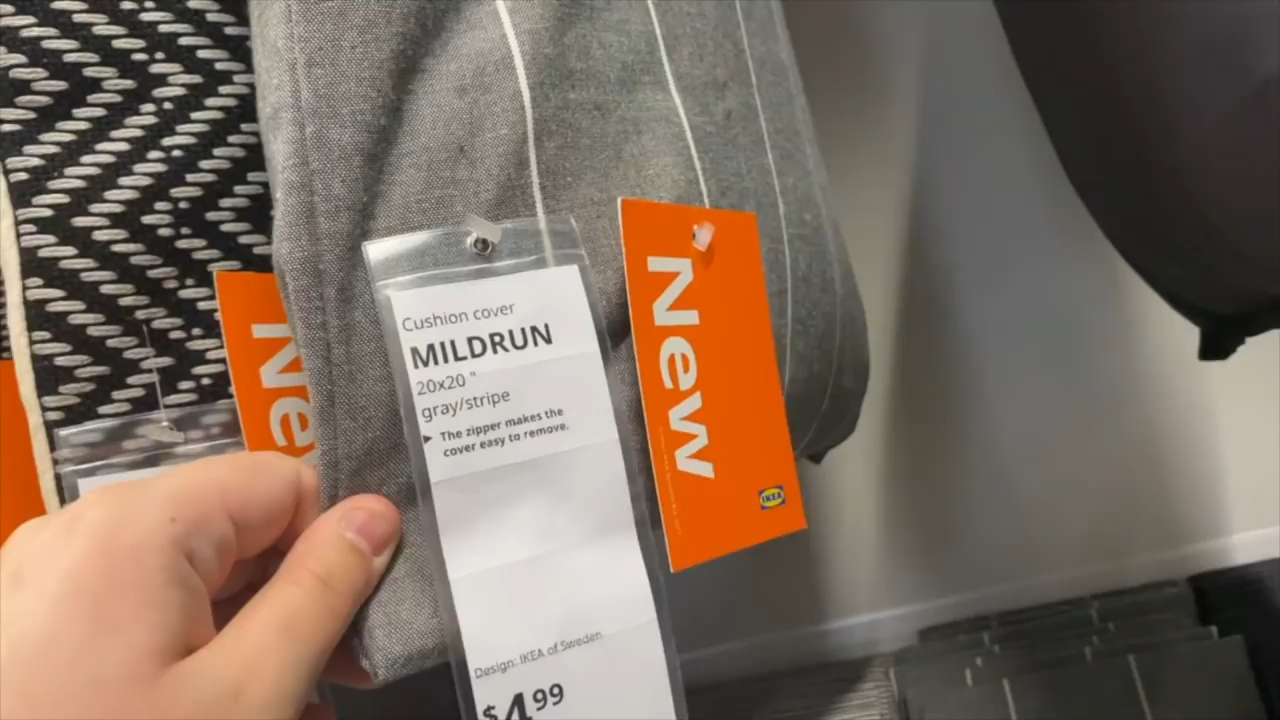 Cushion cover
MILDRUN
20x20 "
gray/stripe
▶ The zipper makes the
cover easy to remove.
Design: IKEA of Sweden
$4.99
New
IKEA
Ne